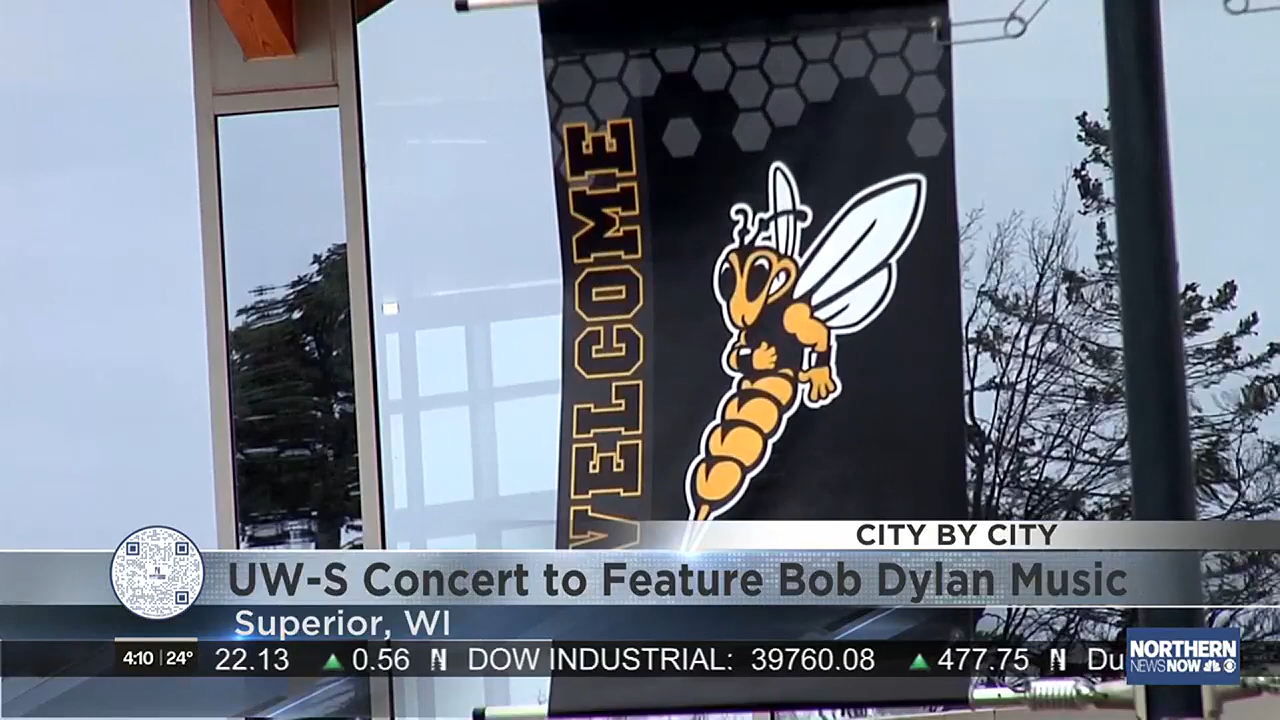 WELCOME
CITY BY CITY
UW-S Concert to Feature Bob Dylan Music
Superior, WI
4:10 24°
22.13 ▲ 0.56 N DOW INDUSTRIAL: 39760.08 ▲ 477.75 N Du
NORTHERN
NEWS NOW